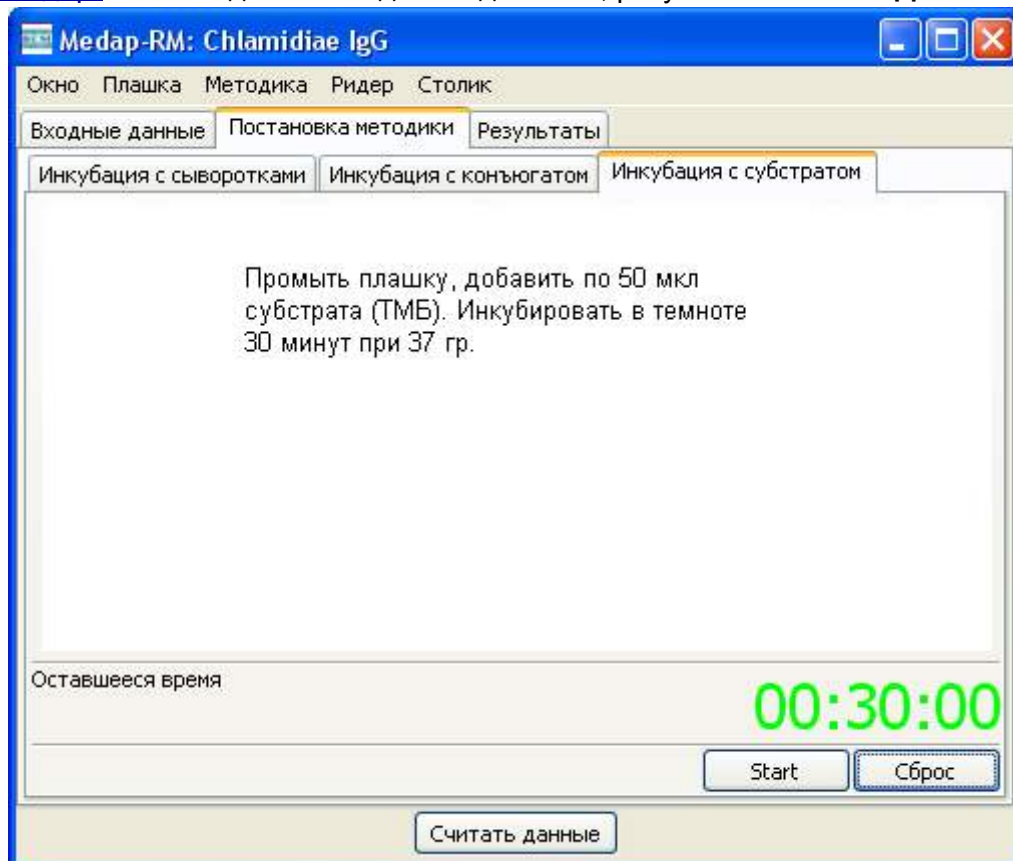 Medap-RM: Chlamidiae IgG
Окно Плашка Методика Ридер Столик
Входные данные Постановка методики Результаты
Инкубация с сыворотками Инкубация с конъюгатом Инкубация с субстратом
Промыть плашку, добавить по 50 мкл
субстрата (ТМБ). Инкубировать в темноте
30 минут при 37 гр.
Оставшееся время
00:30:00
Start Сброс
Считать данные